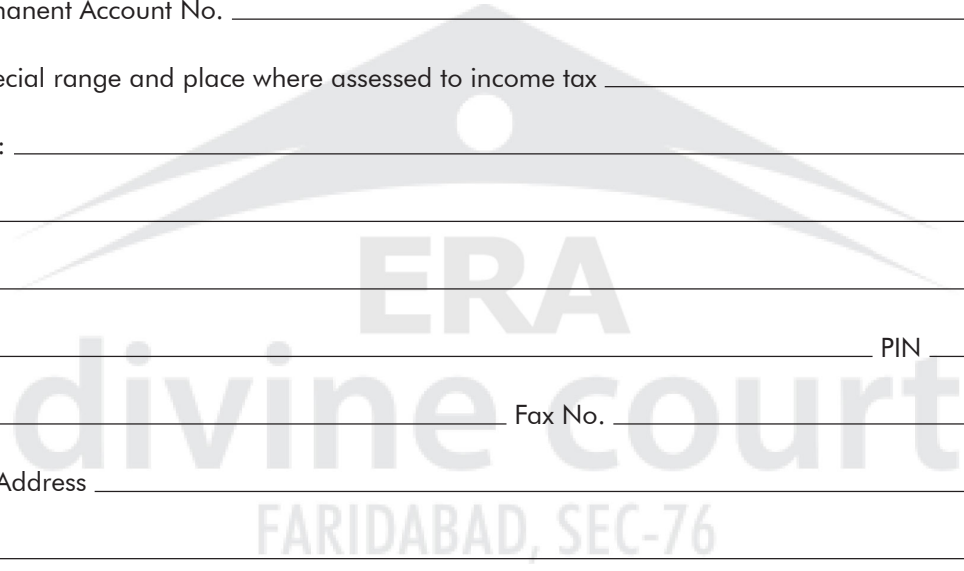 manent Account No.
ecial range and place where assessed to income tax
:
ERA
PIN
divine court
Fax No.
Address
FARIDABAD, SEC-76